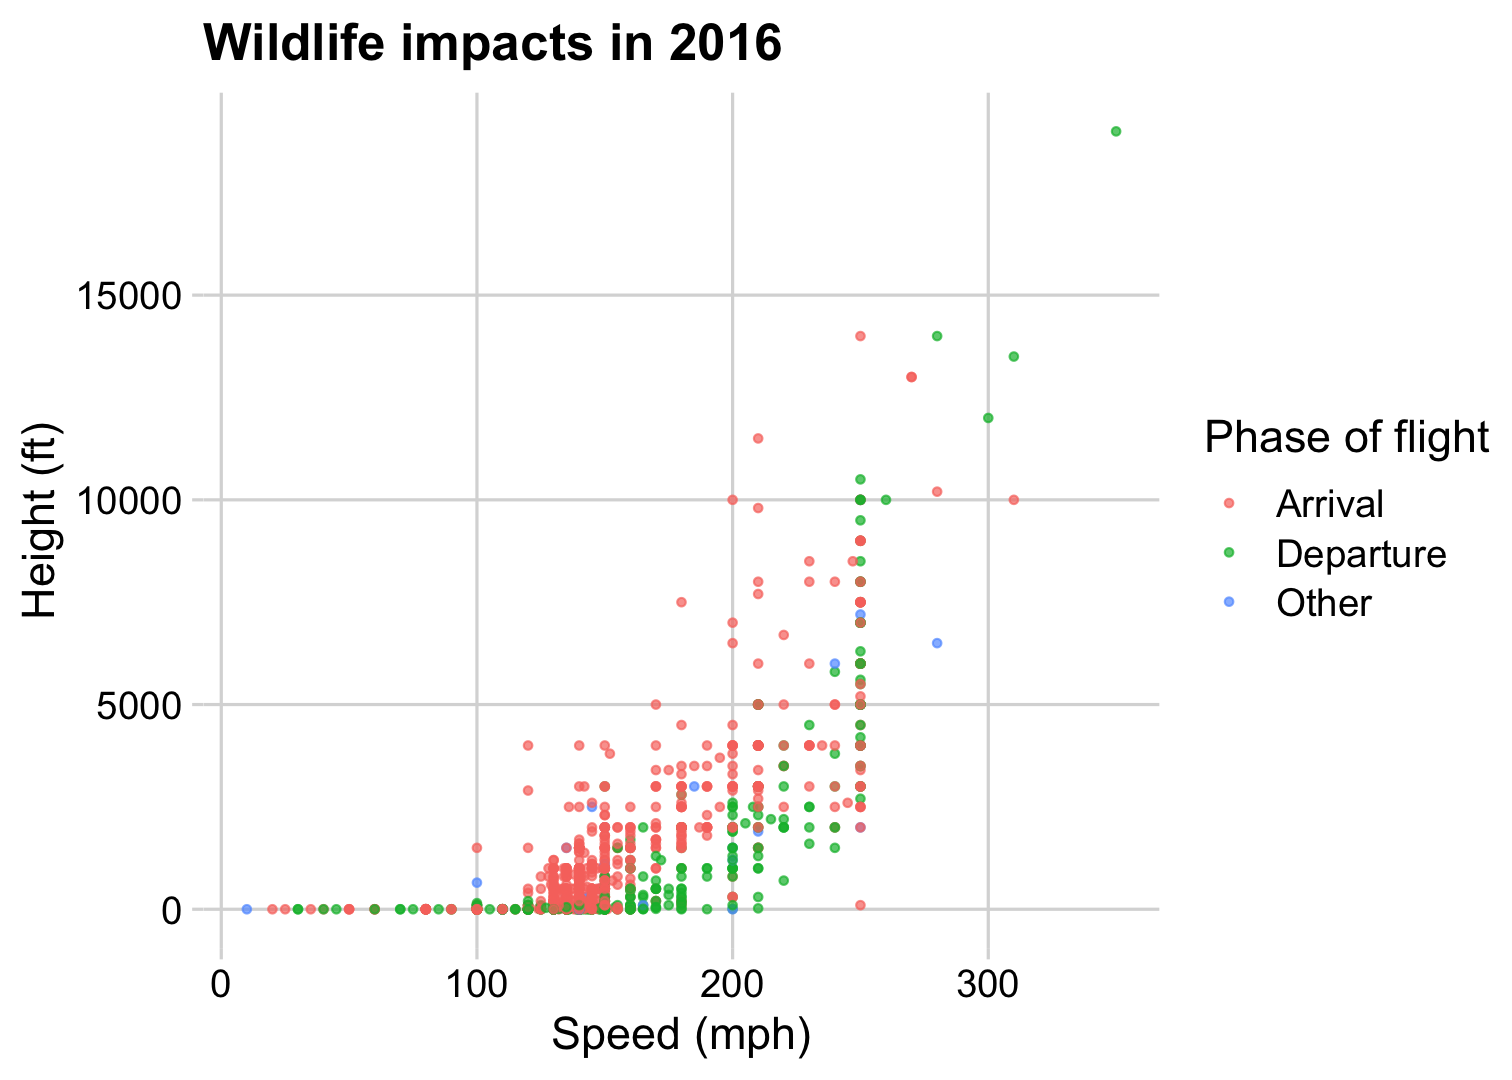 Wildlife impacts in 2016
Height (ft)
15000
10000
5000
0
0 100 200 300
Speed (mph)
Phase of flight
Arrival
Departure
Other